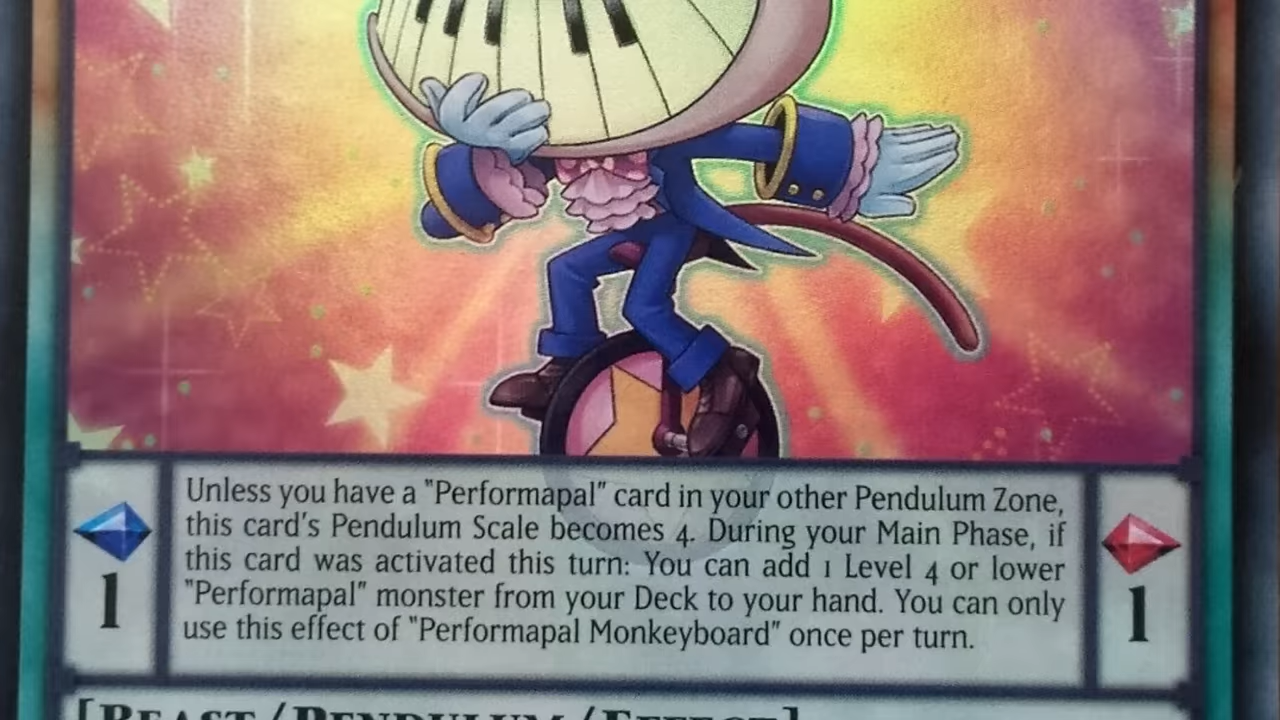 Unless you have a "Performapal" card in your other Pendulum Zone,
this card's Pendulum Scale becomes 4. During your Main Phase, if
this card was activated this turn: You can add 1 Level 4 or lower
"Performapal" monster from your Deck to your hand. You can only
use this effect of "Performapal Monkeyboard" once per turn.
1
1
[BEAST/PENDULUM/EFFECT]